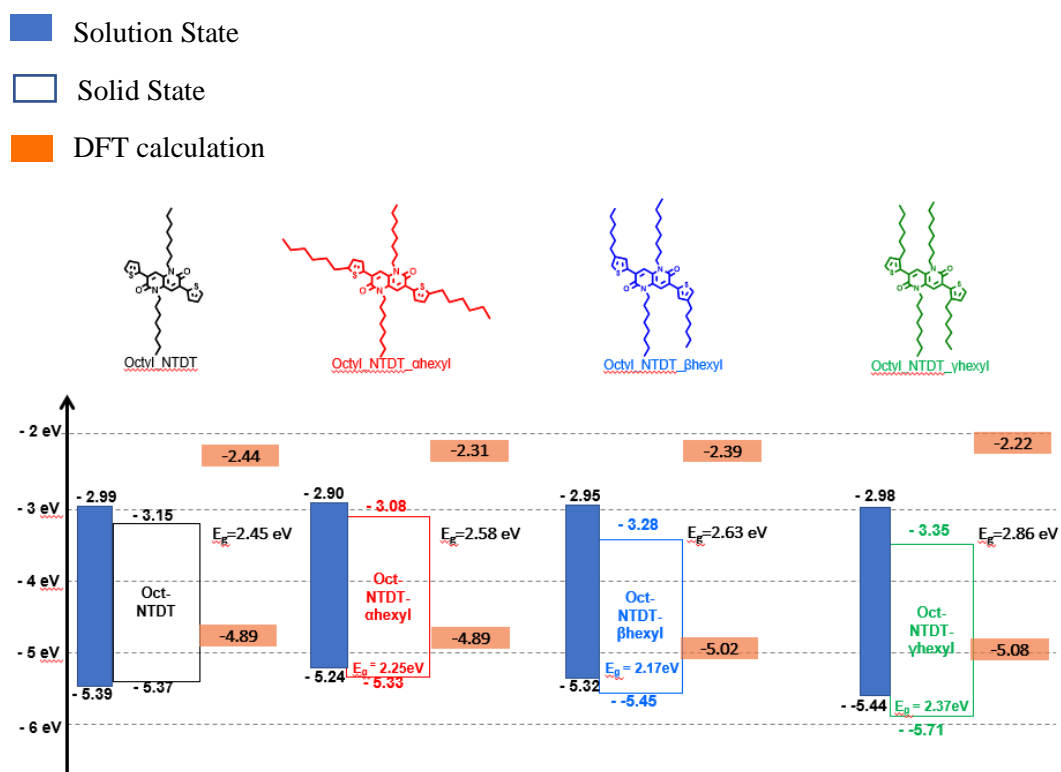 Solution State
Solid State
DFT calculation
S
S
N
N
O
O
S
S
N
N
O
O
S
S
N
N
O
O
S
S
N
N
O
O
Octyl_NTDT
Octyl_NTDT_αhexyl
Octyl_NTDT_βhexyl
Octyl_NTDT_γhexyl
- 2 eV
- 3 eV
- 4 eV
- 5 eV
- 6 eV
- 2.99
- 3.15
-2.44
Eg=2.45 eV
Oct-
NTDT
-4.89
- 5.39
- 5.37
- 2.90
- 3.08
-2.31
Eg=2.58 eV
Oct-
NTDT-
αhexyl
-4.89
Eg = 2.25eV
- 5.24
- 5.33
- 2.95
- 3.28
-2.39
Eg=2.63 eV
Oct-
NTDT-
βhexyl
-5.02
Eg = 2.17eV
- 5.32
- -5.45
- 2.98
- 3.35
-2.22
Eg=2.86 eV
Oct-
NTDT-
γhexyl
-5.08
Eg = 2.37eV
- -5.44
- -5.71